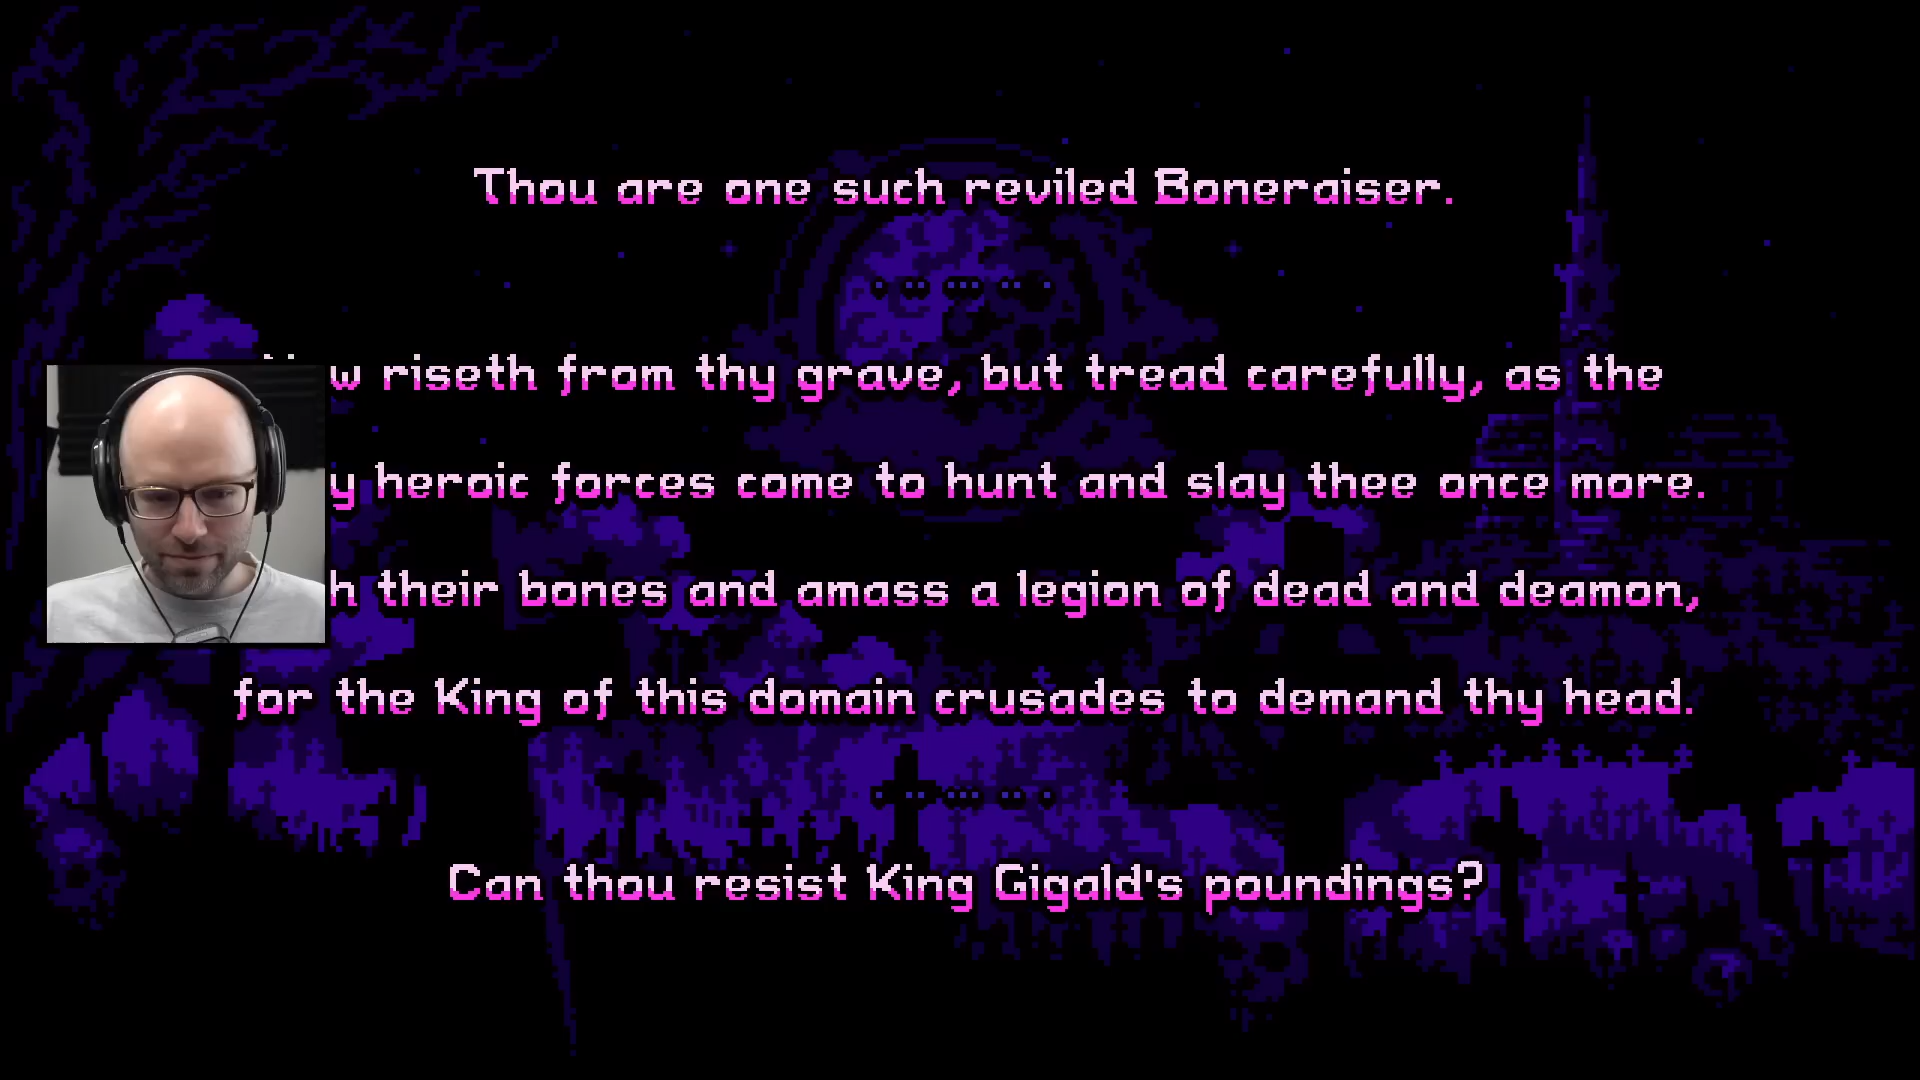 Thou are one such reviled Boneraiser.
riseth from thy grave, but tread carefully, as the
heroic forces come to hunt and slay thee once more.
their bones and amass a legion of dead and deamon,
for the King of this domain crusades to demand thy head.
Can thou resist King Gigald's poundings?